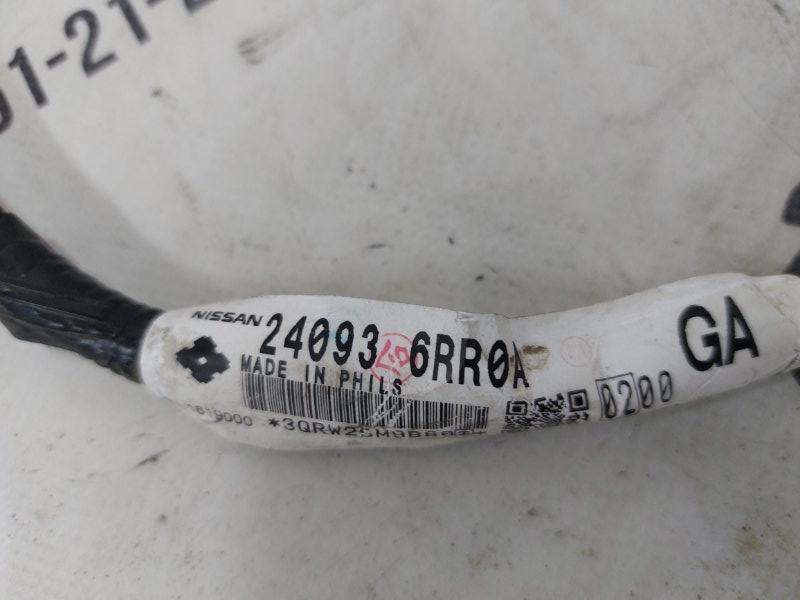 NISSAN 24093 6RR0A GA
MADE IN PHILS
0200